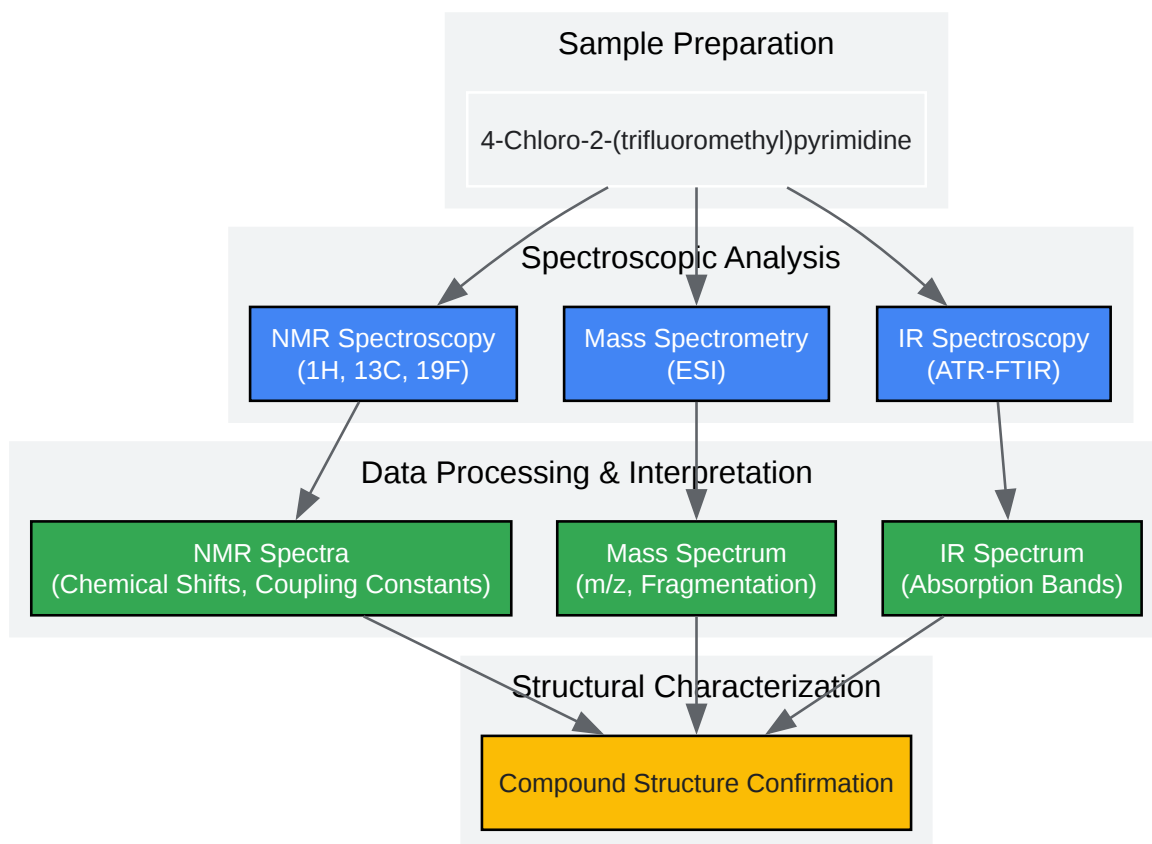 Sample Preparation
4-Chloro-2-(trifluoromethyl)pyrimidine
Spectroscopic Analysis
NMR Spectroscopy
(1H, 13C, 19F)
Mass Spectrometry
(ESI)
IR Spectroscopy
(ATR-FTIR)
Data Processing & Interpretation
NMR Spectra
(Chemical Shifts, Coupling Constants)
Mass Spectrum
(m/z, Fragmentation)
IR Spectrum
(Absorption Bands)
Structural Characterization
Compound Structure Confirmation